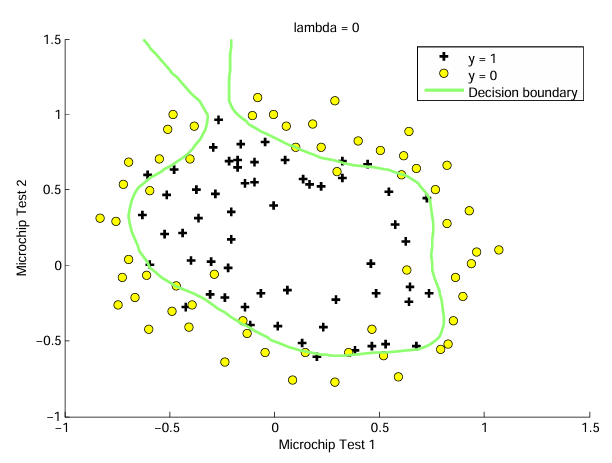 lambda = 0
1.5
1
0.5
0
−0.5
−1
Microchip Test 2
y = 1
y = 0
Decision boundary
−1
−0.5
0
0.5
1
1.5
Microchip Test 1